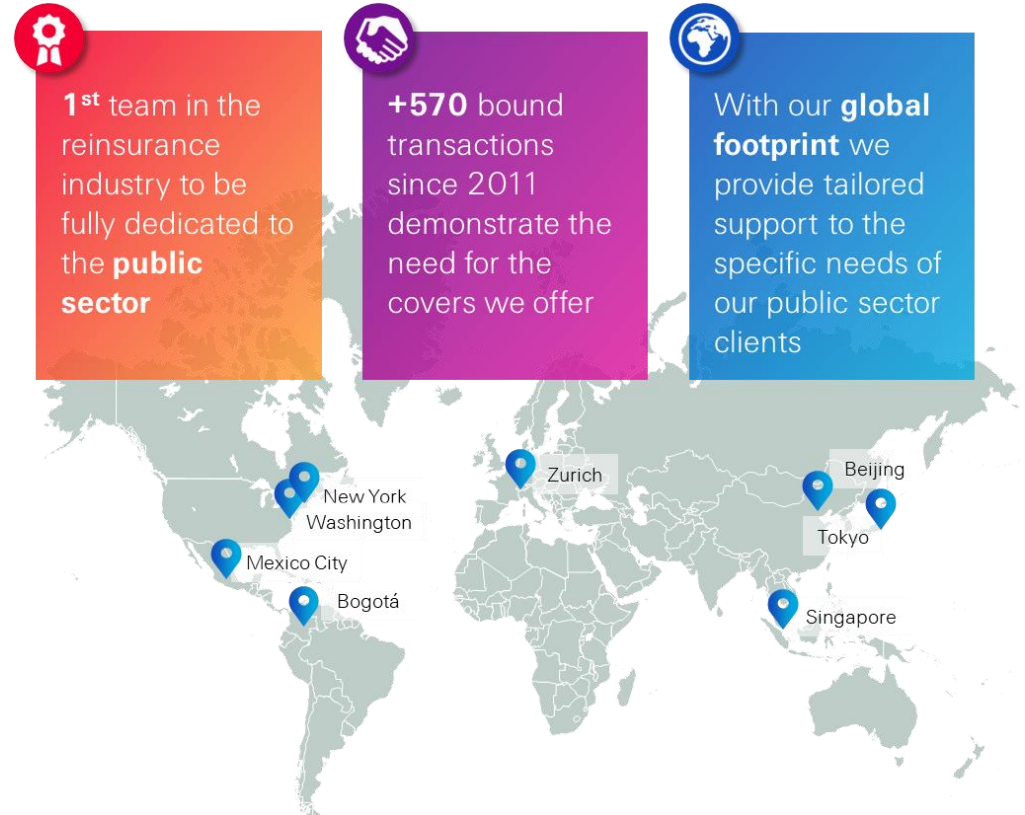 1st team in the
reinsurance
industry to be
fully dedicated to
the public
sector
+570 bound
transactions
since 2011
demonstrate the
need for the
covers we offer
With our global
footprint we
provide tailored
support to the
specific needs of
our public sector
clients
New York
Washington
Mexico City
Bogotá
Zurich
Beijing
Tokyo
Singapore